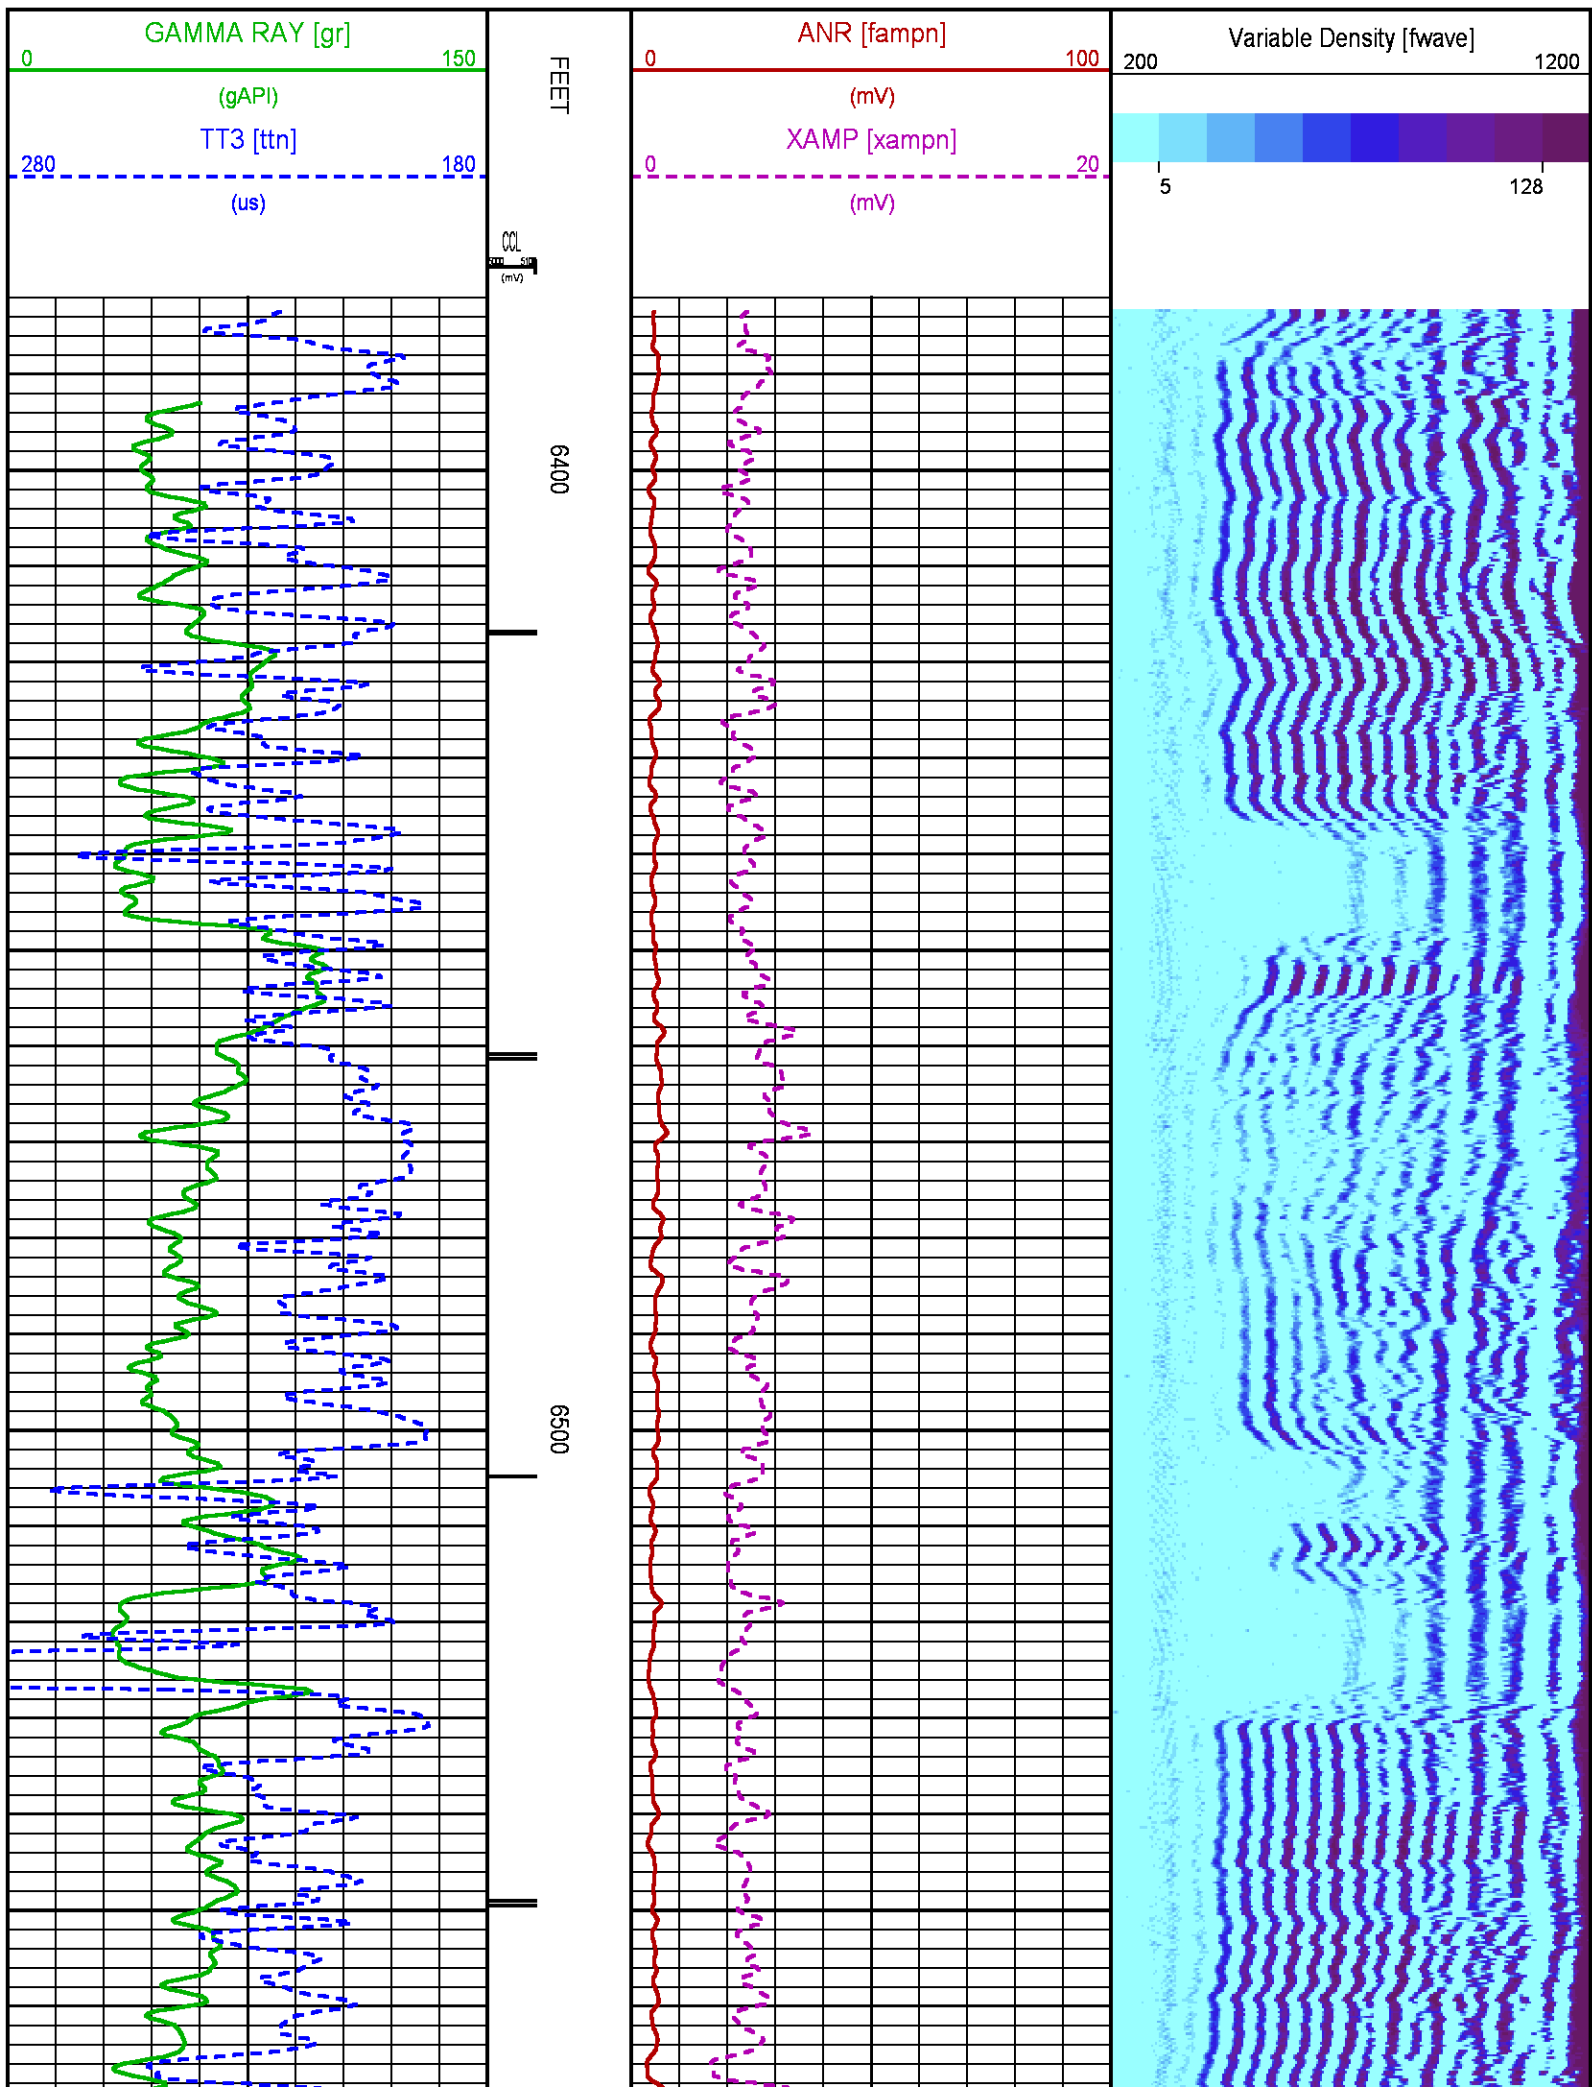 GAMMA RAY [gr]
0 150
(gAPI)
TT3 [ttn]
280 180
(us)
FEET
CCL
(mV)
ANR [fampn]
0 100
(mV)
XAMP [xampn]
0 20
(mV)
Variable Density [fwave]
200 1200
5 128
6400
6500